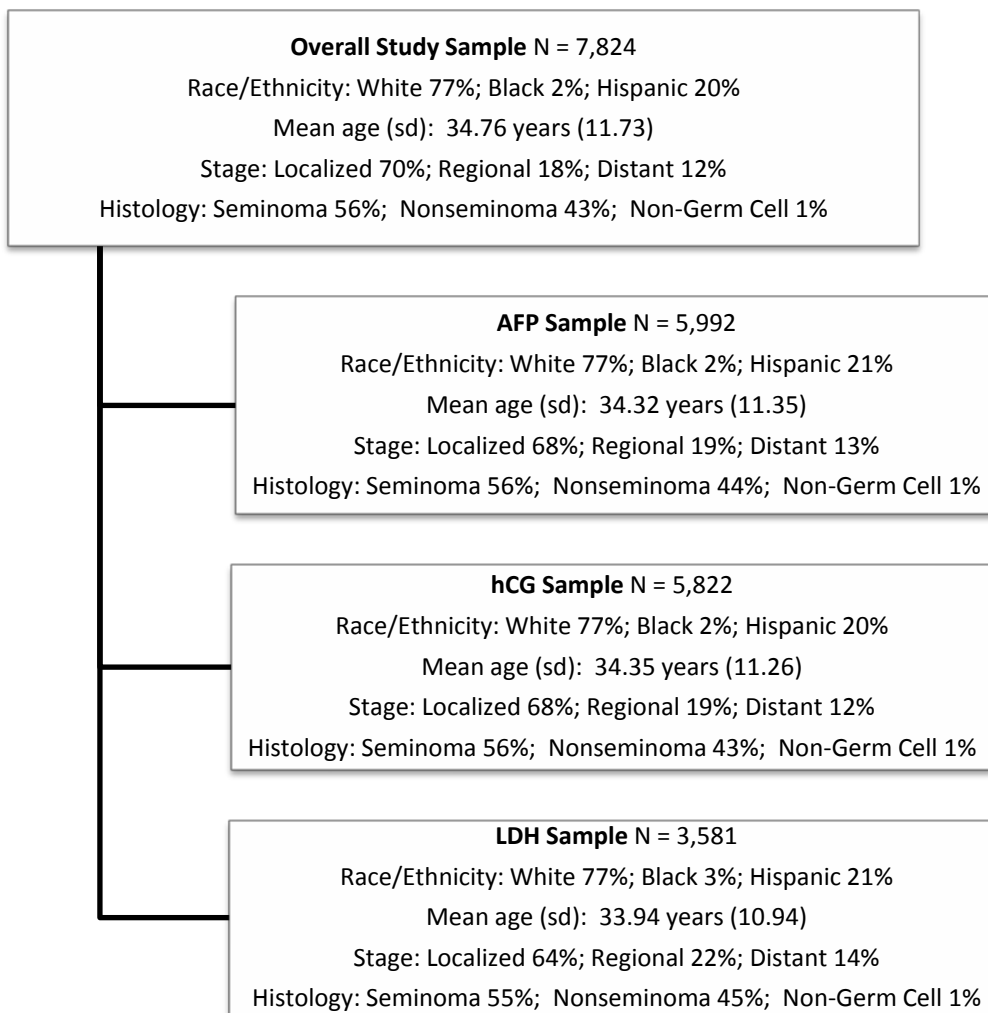 Overall Study Sample N = 7,824
Race/Ethnicity: White 77%; Black 2%; Hispanic 20%
Mean age (sd): 34.76 years (11.73)
Stage: Localized 70%; Regional 18%; Distant 12%
Histology: Seminoma 56%; Nonseminoma 43%; Non-Germ Cell 1%
AFP Sample N = 5,992
Race/Ethnicity: White 77%; Black 2%; Hispanic 21%
Mean age (sd): 34.32 years (11.35)
Stage: Localized 68%; Regional 19%; Distant 13%
Histology: Seminoma 56%; Nonseminoma 44%; Non-Germ Cell 1%
hCG Sample N = 5,822
Race/Ethnicity: White 77%; Black 2%; Hispanic 20%
Mean age (sd): 34.35 years (11.26)
Stage: Localized 68%; Regional 19%; Distant 12%
Histology: Seminoma 56%; Nonseminoma 43%; Non-Germ Cell 1%
LDH Sample N = 3,581
Race/Ethnicity: White 77%; Black 3%; Hispanic 21%
Mean age (sd): 33.94 years (10.94)
Stage: Localized 64%; Regional 22%; Distant 14%
Histology: Seminoma 55%; Nonseminoma 45%; Non-Germ Cell 1%